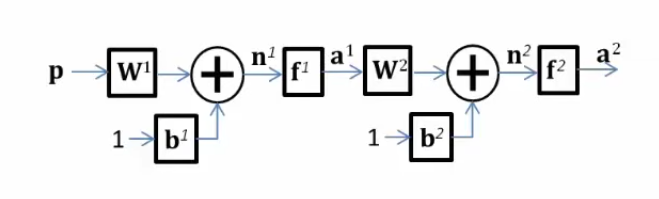 p W¹ + n¹ f¹ a¹ W² + n² f² a²
1 b¹ 1 b²